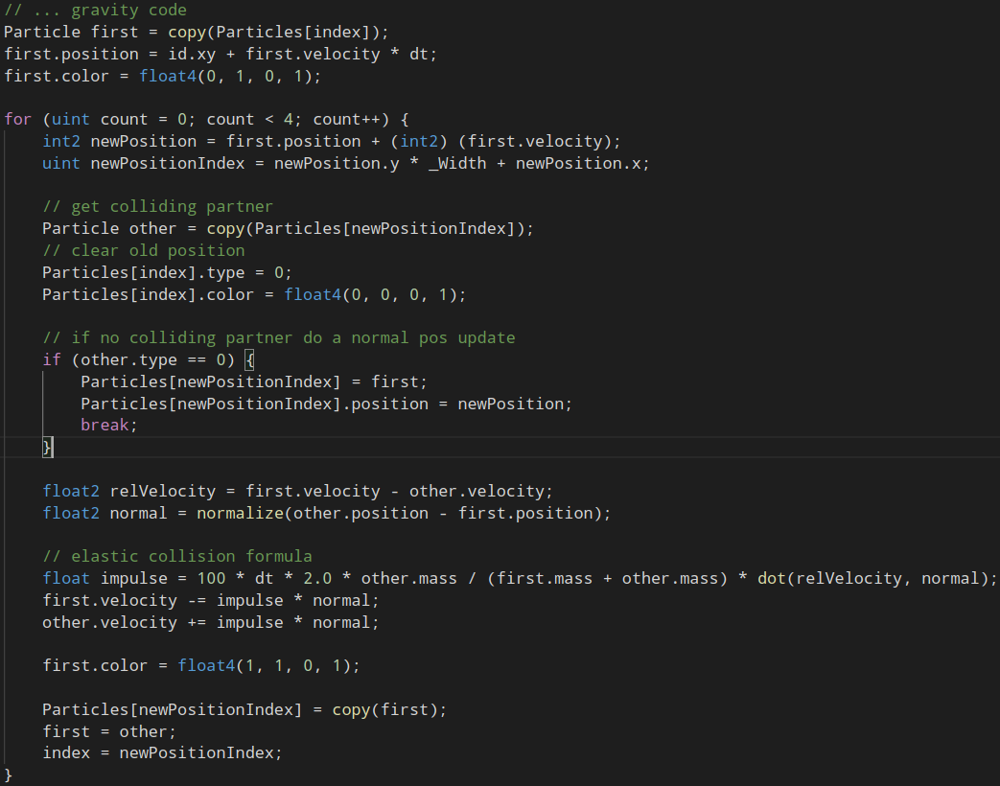 // ... gravity code
Particle first = copy(Particles[index]);
first.position = id.xy + first.velocity * dt;
first.color = float4(0, 1, 0, 1);
for (uint count = 0; count < 4; count++) {
int2 newPosition = first.position + (int2) (first.velocity);
uint newPositionIndex = newPosition.y * _Width + newPosition.x;
// get colliding partner
Particle other = copy(Particles[newPositionIndex]);
// clear old position
Particles[index].type = 0;
Particles[index].color = float4(0, 0, 0, 1);
// if no colliding partner do a normal pos update
if (other.type == 0) {
Particles[newPositionIndex] = first;
Particles[newPositionIndex].position = newPosition;
break;
}
float2 relVelocity = first.velocity - other.velocity;
float2 normal = normalize(other.position - first.position);
// elastic collision formula
float impulse = 100 * dt * 2.0 * other.mass / (first.mass + other.mass) * dot(relVelocity, normal);
first.velocity -= impulse * normal;
other.velocity += impulse * normal;
first.color = float4(1, 1, 0, 1);
Particles[newPositionIndex] = copy(first);
first = other;
index = newPositionIndex;
}